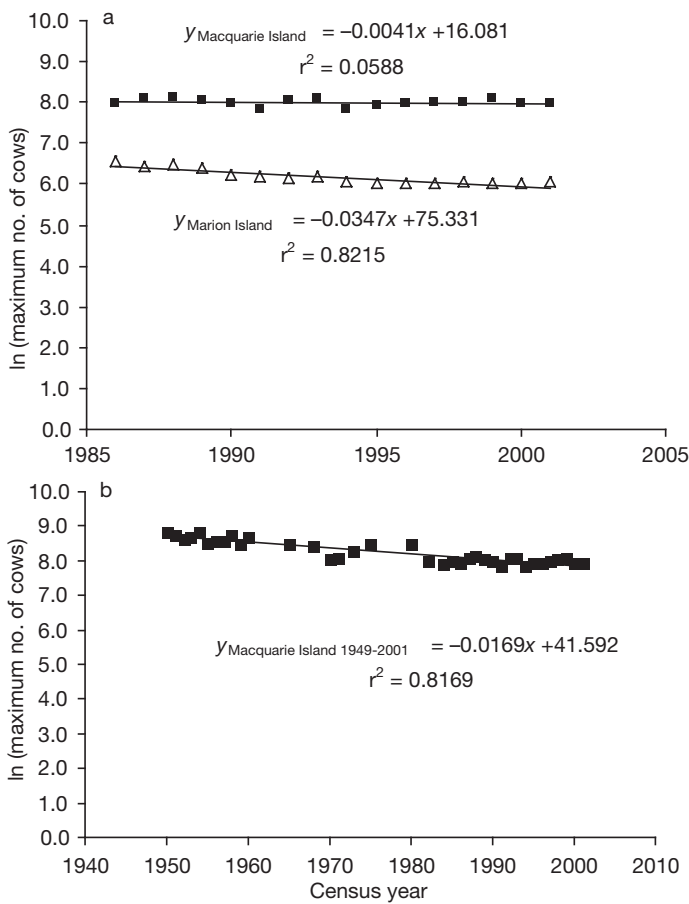 a
y Macquarie Island = –0.0041x +16.081
r² = 0.0588
y Marion Island = –0.0347x +75.331
r² = 0.8215
ln (maximum no. of cows)
10.0
9.0
8.0
7.0
6.0
5.0
4.0
3.0
2.0
1.0
0.0
1985 1990 1995 2000 2005
b
y Macquarie Island 1949-2001 = –0.0169x +41.592
r² = 0.8169
ln (maximum no. of cows)
10.0
9.0
8.0
7.0
6.0
5.0
4.0
3.0
2.0
1.0
0.0
1940 1950 1960 1970 1980 1990 2000 2010
Census year